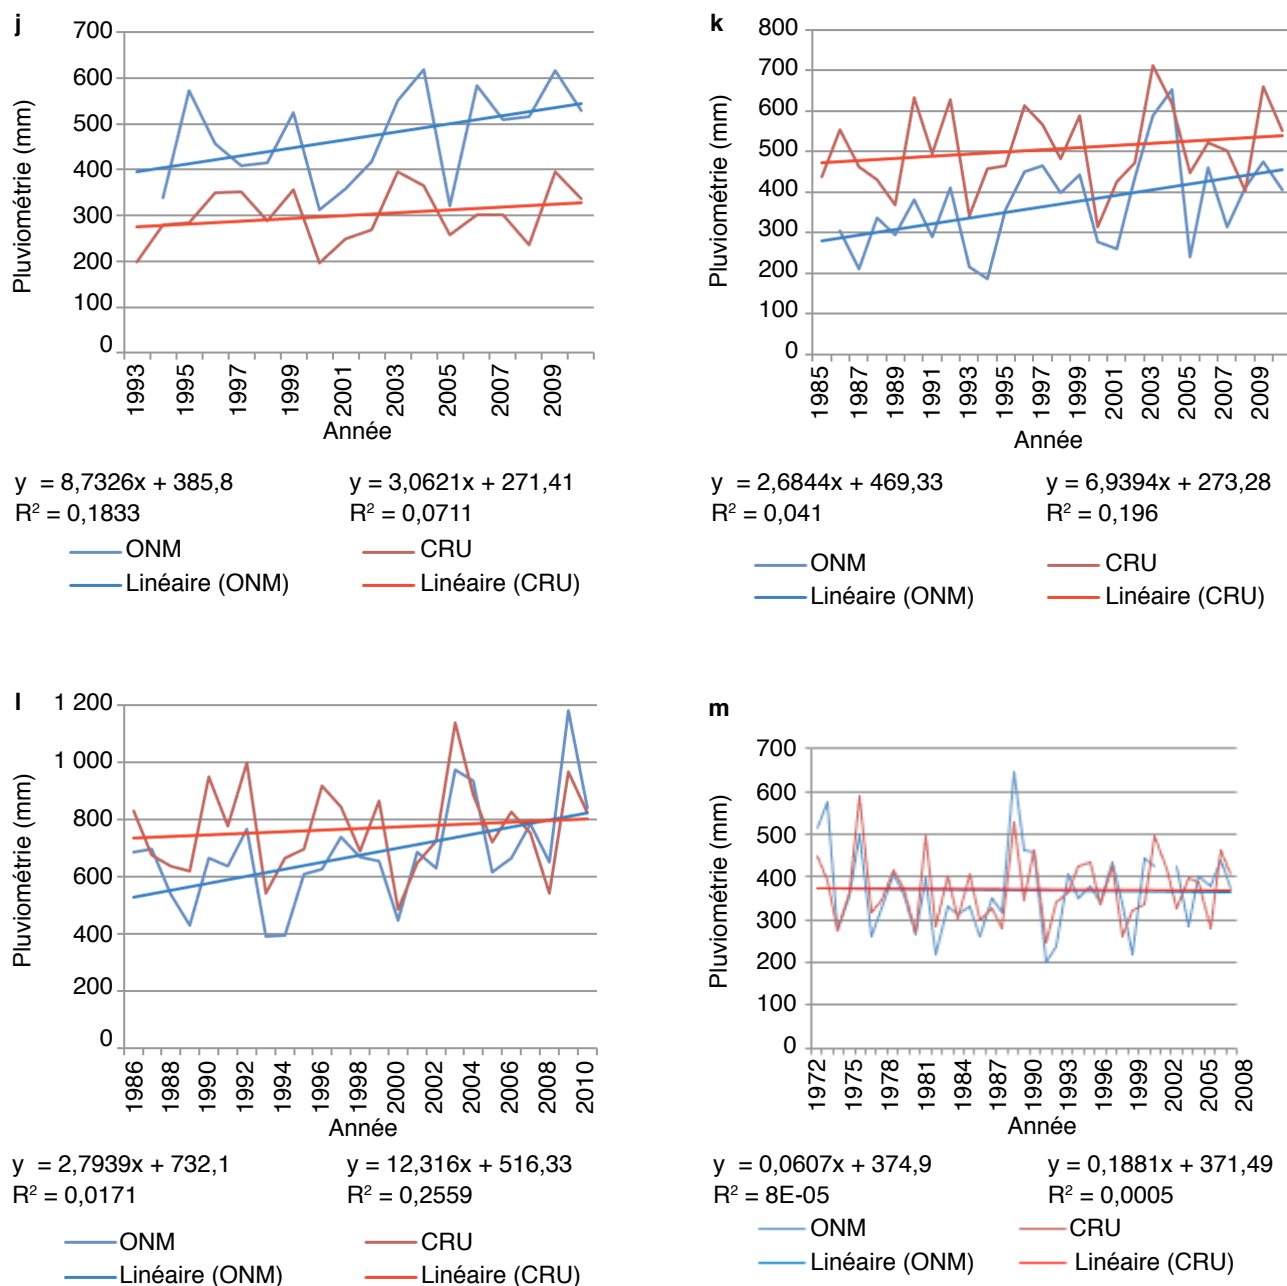 j
700
600
500
400
300
200
100
0
Pluviométrie (mm)
1993 1995 1997 1999 2001 2003 2005 2007 2009
Année
y = 8,7326x + 385,8 y = 3,0621x + 271,41
R² = 0,1833 R² = 0,0711
ONM CRU
Linéaire (ONM) Linéaire (CRU)
k
800
700
600
500
400
300
200
100
0
Pluviométrie (mm)
1985 1987 1989 1991 1993 1995 1997 1999 2001 2003 2005 2007 2009
Année
y = 2,6844x + 469,33 y = 6,9394x + 273,28
R² = 0,041 R² = 0,196
ONM CRU
Linéaire (ONM) Linéaire (CRU)
l
1 200
1 000
800
600
400
200
0
Pluviométrie (mm)
1986 1988 1990 1992 1994 1996 1998 2000 2002 2004 2006 2008 2010
Année
y = 2,7939x + 732,1 y = 12,316x + 516,33
R² = 0,0171 R² = 0,2559
ONM CRU
Linéaire (ONM) Linéaire (CRU)
m
700
600
500
400
300
200
100
0
Pluviométrie (mm)
1972 1975 1978 1981 1984 1987 1990 1993 1996 1999 2002 2005 2008
Année
y = 0,0607x + 374,9 y = 0,1881x + 371,49
R² = 8E-05 R² = 0,0005
ONM CRU
Linéaire (ONM) Linéaire (CRU)